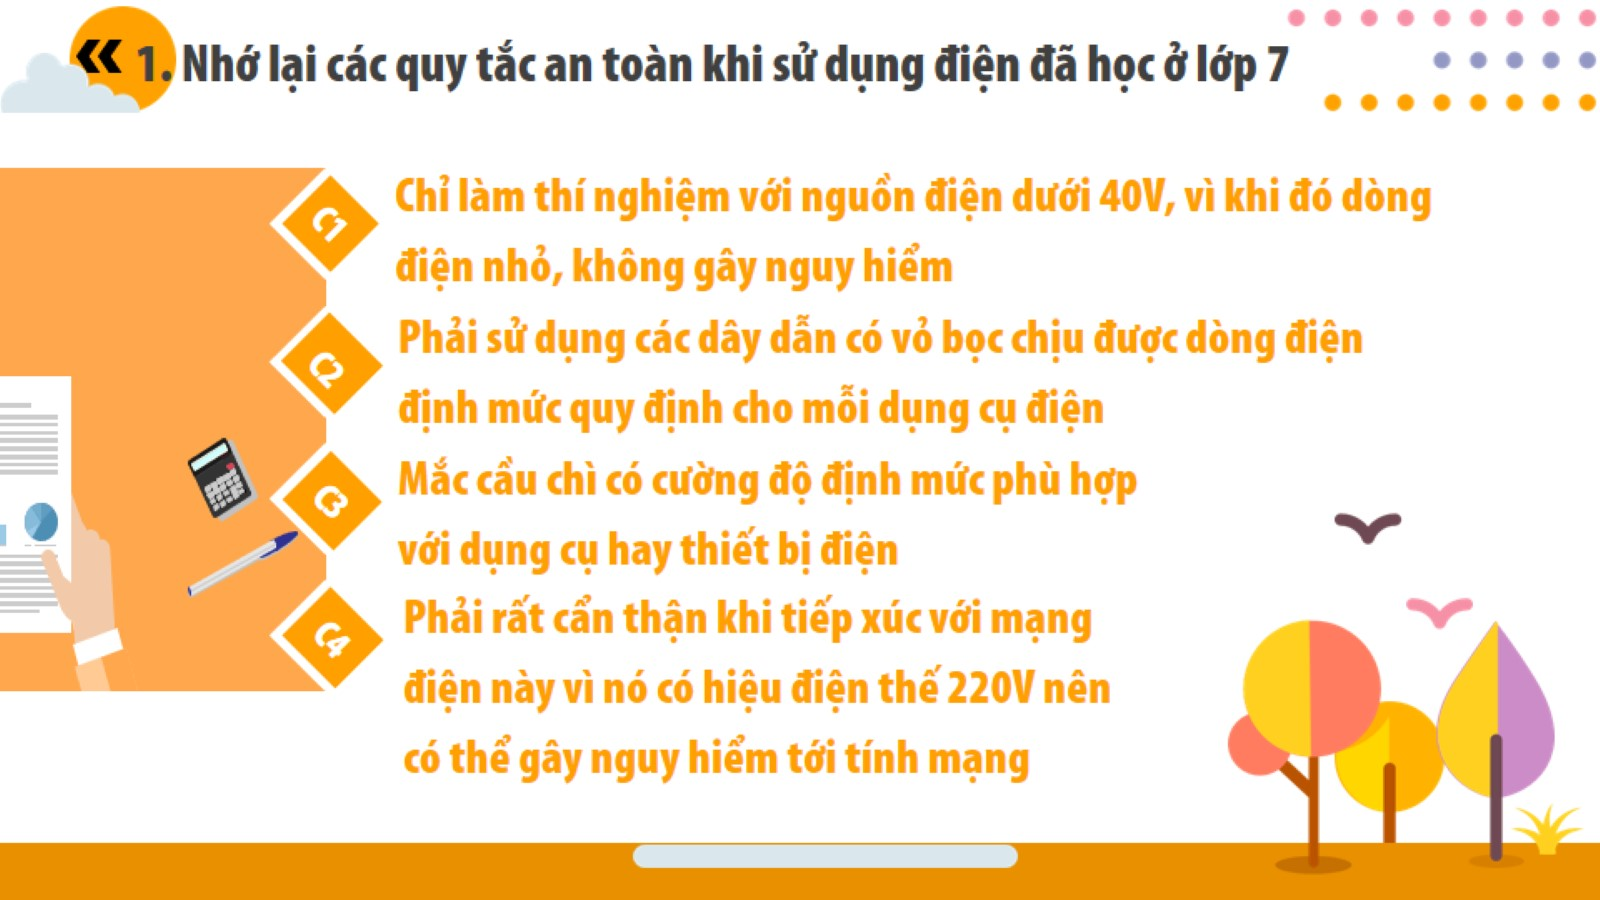 1. Nhớ lại các quy tắc an toàn khi sử dụng điện đã học ở lớp 7
C1
Chỉ làm thí nghiệm với nguồn điện dưới 40V, vì khi đó dòng
điện nhỏ, không gây nguy hiểm
C2
Phải sử dụng các dây dẫn có vỏ bọc chịu được dòng điện
định mức quy định cho mỗi dụng cụ điện
C3
Mắc cầu chì có cường độ định mức phù hợp
với dụng cụ hay thiết bị điện
C4
Phải rất cẩn thận khi tiếp xúc với mạng
điện này vì nó có hiệu điện thế 220V nên
có thể gây nguy hiểm tới tính mạng